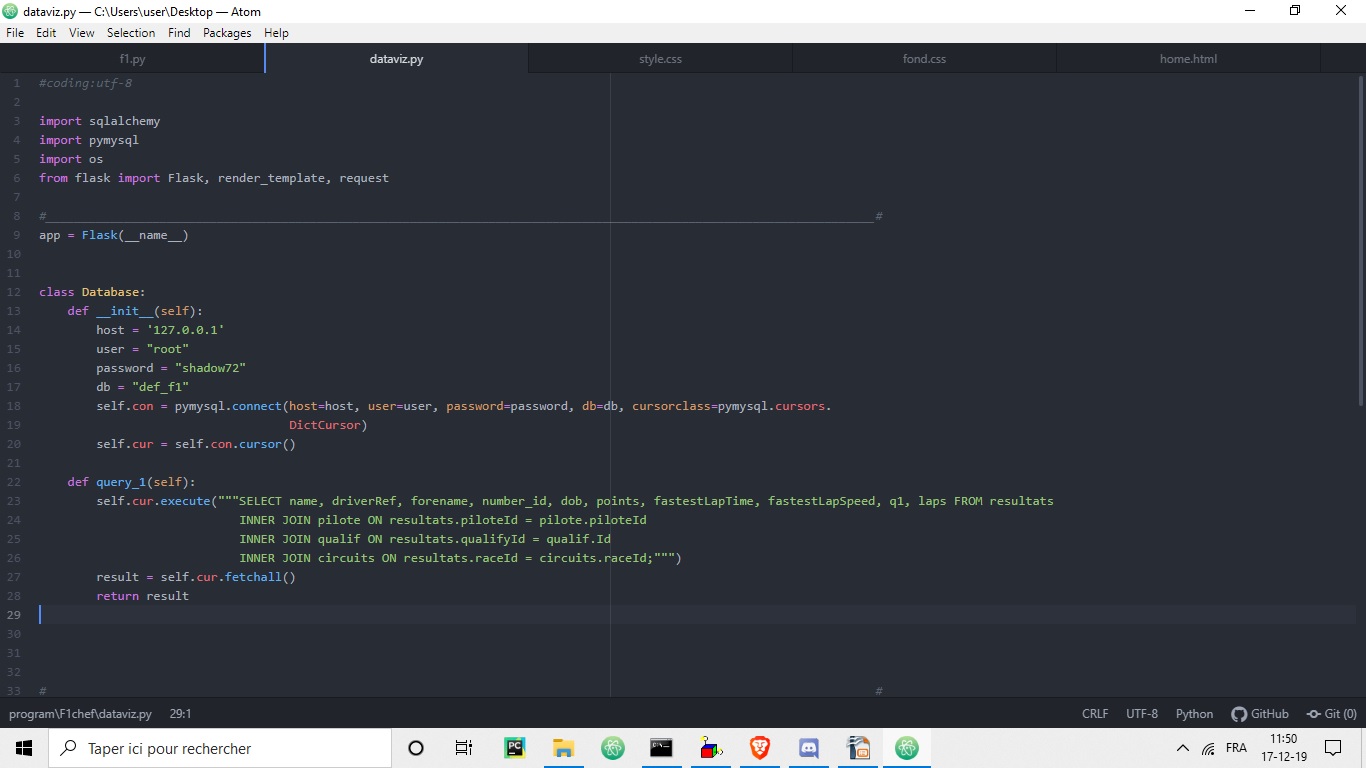 dataviz.py — C:\Users\user\Desktop — Atom
File Edit View Selection Find Packages Help
f1.py dataviz.py style.css fond.css home.html
1 #coding:utf-8
2
3 import sqlalchemy
4 import pymysql
5 import os
6 from flask import Flask, render_template, request
7
8 #____________________________________________________________________________________________________________________#
9 app = Flask(__name__)
10
11
12 class Database:
13     def __init__(self):
14         host = '127.0.0.1'
15         user = "root"
16         password = "shadow72"
17         db = "def_f1"
18         self.con = pymysql.connect(host=host, user=user, password=password, db=db, cursorclass=pymysql.cursors.
19                                    DictCursor)
20         self.cur = self.con.cursor()
21
22     def query_1(self):
23         self.cur.execute("""SELECT name, driverRef, forename, number_id, dob, points, fastestLapTime, fastestLapSpeed, q1, laps FROM resultats
24                             INNER JOIN pilote ON resultats.piloteId = pilote.piloteId
25                             INNER JOIN qualif ON resultats.qualifyId = qualif.Id
26                             INNER JOIN circuits ON resultats.raceId = circuits.raceId;""")
27         result = self.cur.fetchall()
28         return result
29
30
31
32
33 # #
program\F1chef\dataviz.py 29:1 CRLF UTF-8 Python GitHub Git (0)
Taper ici pour rechercher PC FRA 11:50
17-12-19